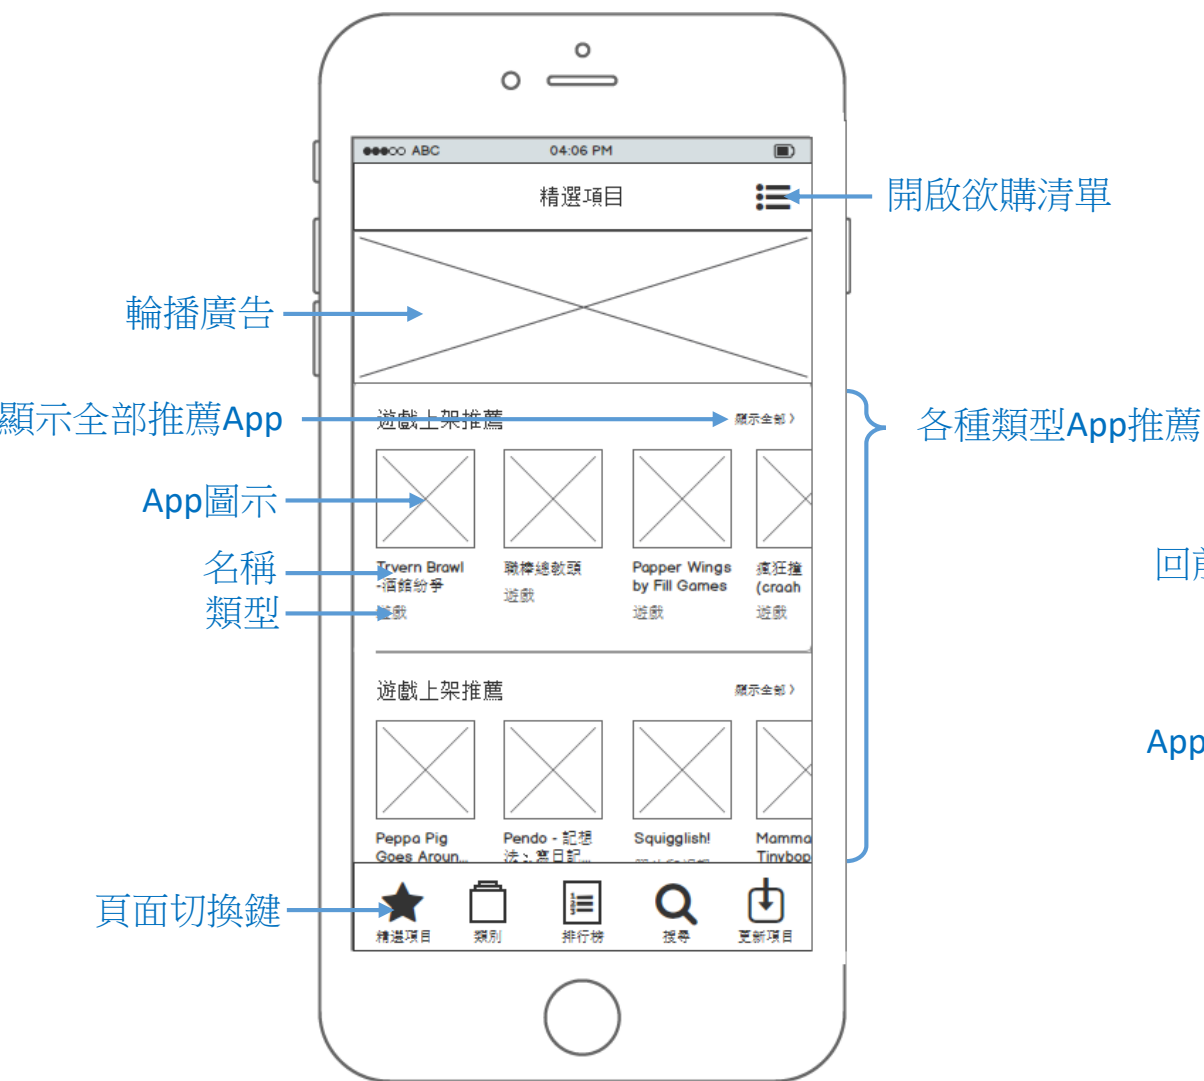 ABC 04:06 PM
精選項目
開啟欲購清單
輪播廣告
顯示全部推薦App
遊戲上架推薦 顯示全部 》
各種類型App推薦
App圖示
名稱
類型
Trvern Brawl
-酒館紛爭
遊戲
職棒總教頭
遊戲
Papper Wings
by Fill Games
遊戲
瘋狂撞
(craah
遊戲
回前
遊戲上架推薦 顯示全部 》
App
Peppa Pig
Goes Aroun...
Pendo - 記想
法、寫日記...
Squigglish!
Mamma
Tinybop
頁面切換鍵
精選項目 類別 排行榜 搜尋 更新項目